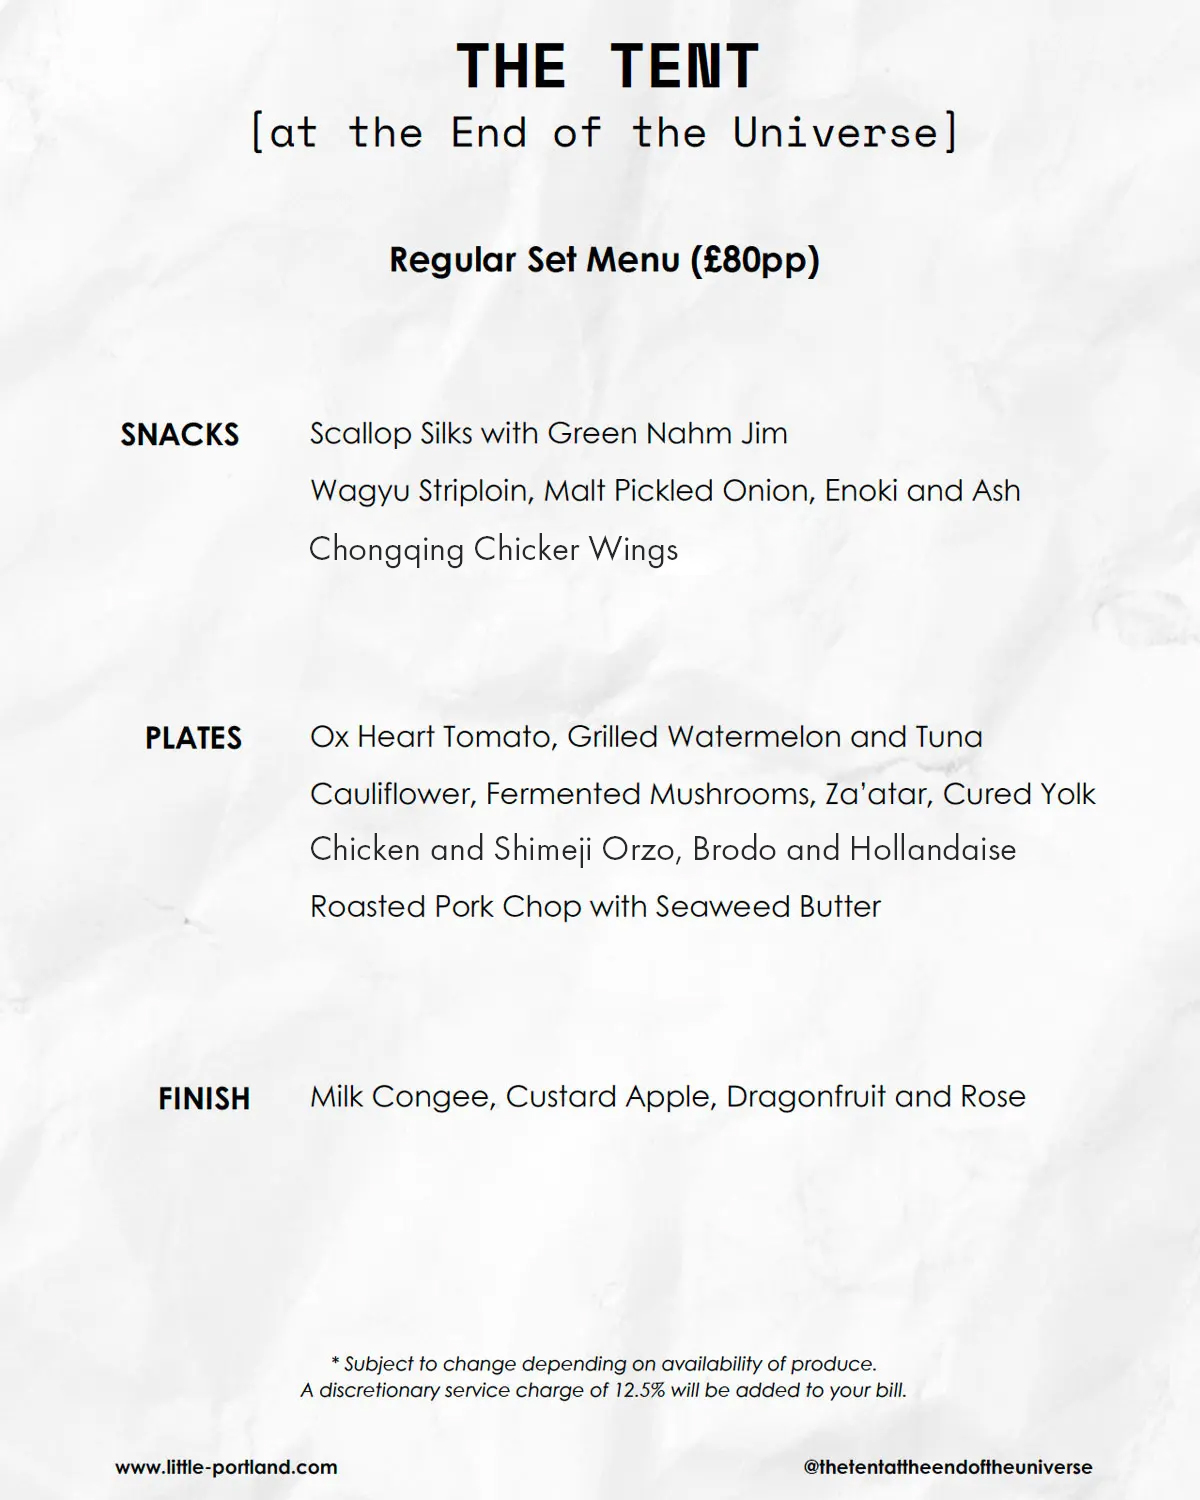 THE TENT
[at the End of the Universe]
Regular Set Menu (£80pp)
SNACKS
Scallop Silks with Green Nahm Jim
Wagyu Striploin, Malt Pickled Onion, Enoki and Ash
Chongqing Chicker Wings
PLATES
Ox Heart Tomato, Grilled Watermelon and Tuna
Cauliflower, Fermented Mushrooms, Za'atar, Cured Yolk
Chicken and Shimeji Orzo, Brodo and Hollandaise
Roasted Pork Chop with Seaweed Butter
FINISH
Milk Congee, Custard Apple, Dragonfruit and Rose
* Subject to change depending on availability of produce.
A discretionary service charge of 12.5% will be added to your bill.
www.little-portland.com
@thetentattheendoftheuniverse